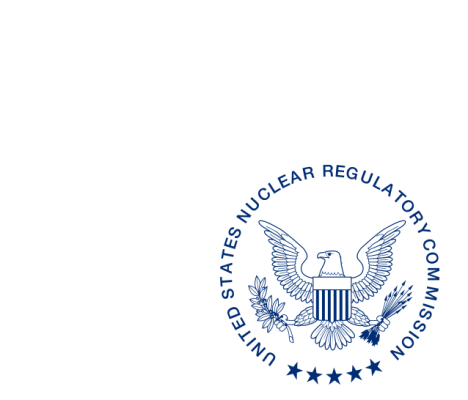 UNITED STATES NUCLEAR REGULATORY COMMISSION